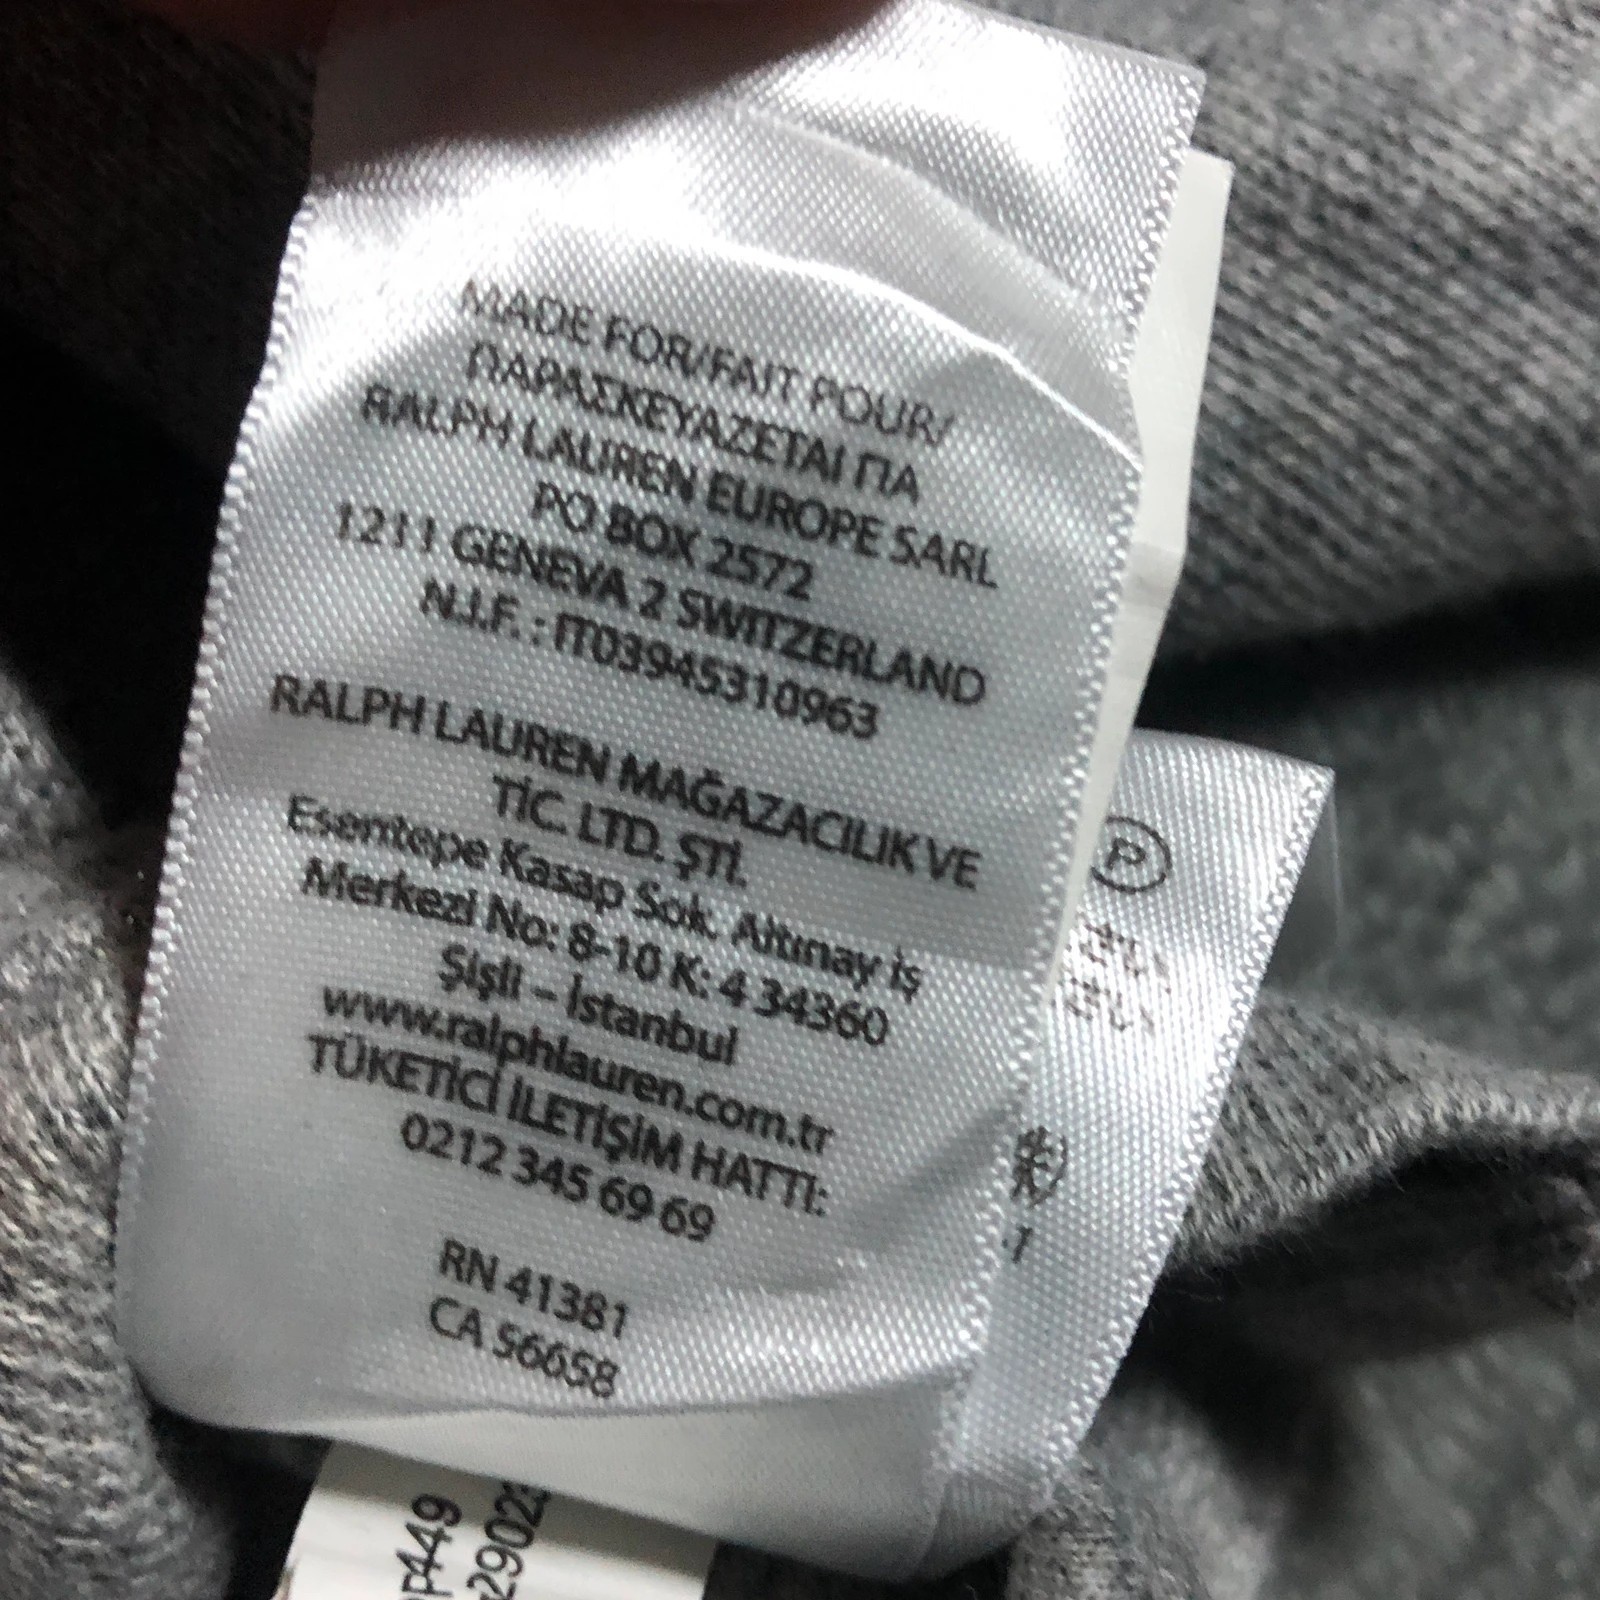 MADE FOR/FAIT POUR/
ΠΑΡΑΣΚΕΥΑΖΕΤΑΙ ΓΙΑ
RALPH LAUREN EUROPE SARL
PO BOX 2572
1211 GENEVA 2 SWITZERLAND
N.I.F. : IT03945310963
RALPH LAUREN MAĞAZACILIK VE
TİC. LTD. ŞTİ.
Esentepe Kasap Sok. Altınay iş
Merkezi No: 8-10 K: 4 34360
Şişli – İstanbul
www.ralphlauren.com.tr
TÜKETİCİ İLETİŞİM HATTI:
0212 345 69 69
RN 41381
CA 56658
P